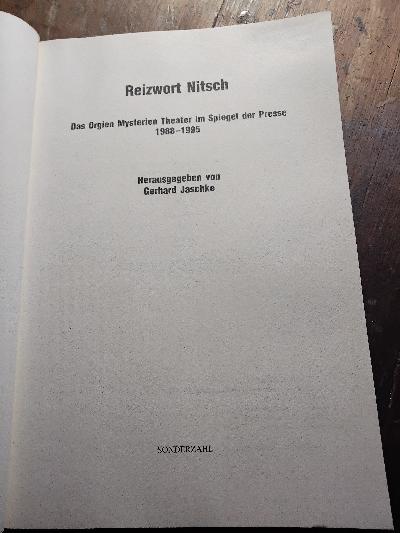 Reizwort Nitsch
Das Orgien Mysterien Theater im Spiegel der Presse
1988–1995
Herausgegeben von
Gerhard Jaschke
SONDERZAHL